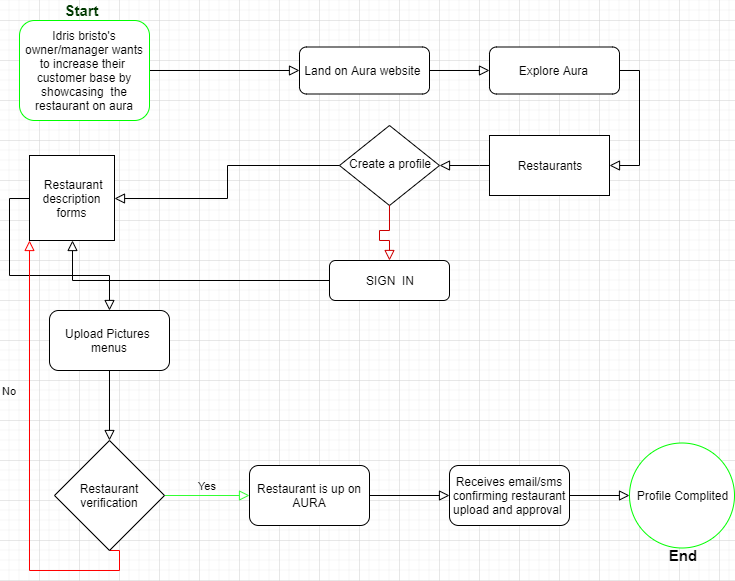 Start
Idris bristo's
owner/manager wants
to increase their
customer base by
showcasing the
restaurant on aura
Land on Aura website
Explore Aura
Restaurants
Create a profile
Restaurant
description
forms
SIGN IN
Upload Pictures
menus
No
Restaurant
verification
Yes
Restaurant is up on
AURA
Receives email/sms
confirming restaurant
upload and approval
Profile Complited
End